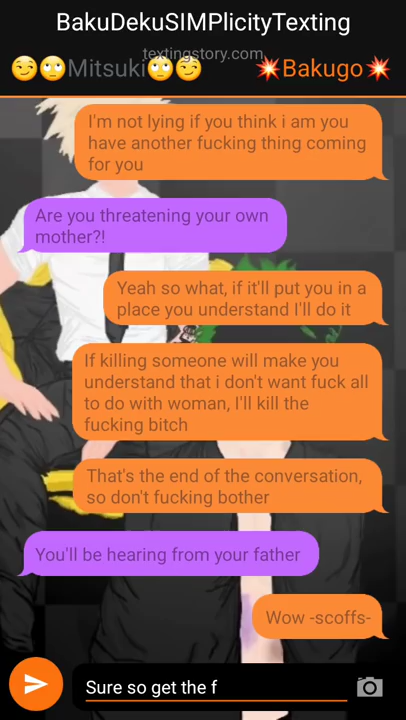 BakuDekuSIMPlicityTexting
textingstory.com
😏🙄Mitsuki🙄😏
💥Bakugo💥
I'm not lying if you think i am you
have another fucking thing coming
for you
Are you threatening your own
mother?!
Yeah so what, if it'll put you in a
place you understand I'll do it
If killing someone will make you
understand that i don't want fuck all
to do with woman, I'll kill the
fucking bitch
That's the end of the conversation,
so don't fucking bother
You'll be hearing from your father
Wow -scoffs-
Sure so get the f